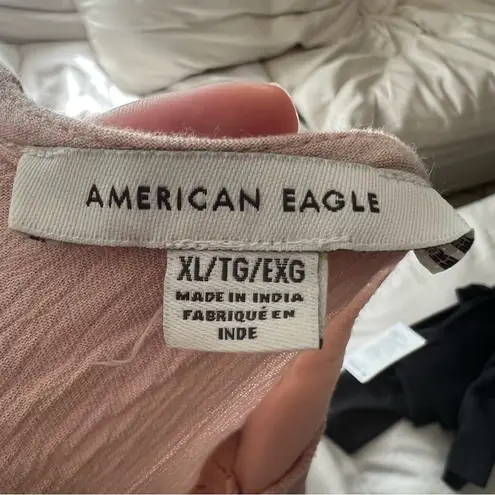 AMERICAN EAGLE
XL/TG/EXG
MADE IN INDIA
FABRIQUÉ EN
INDE